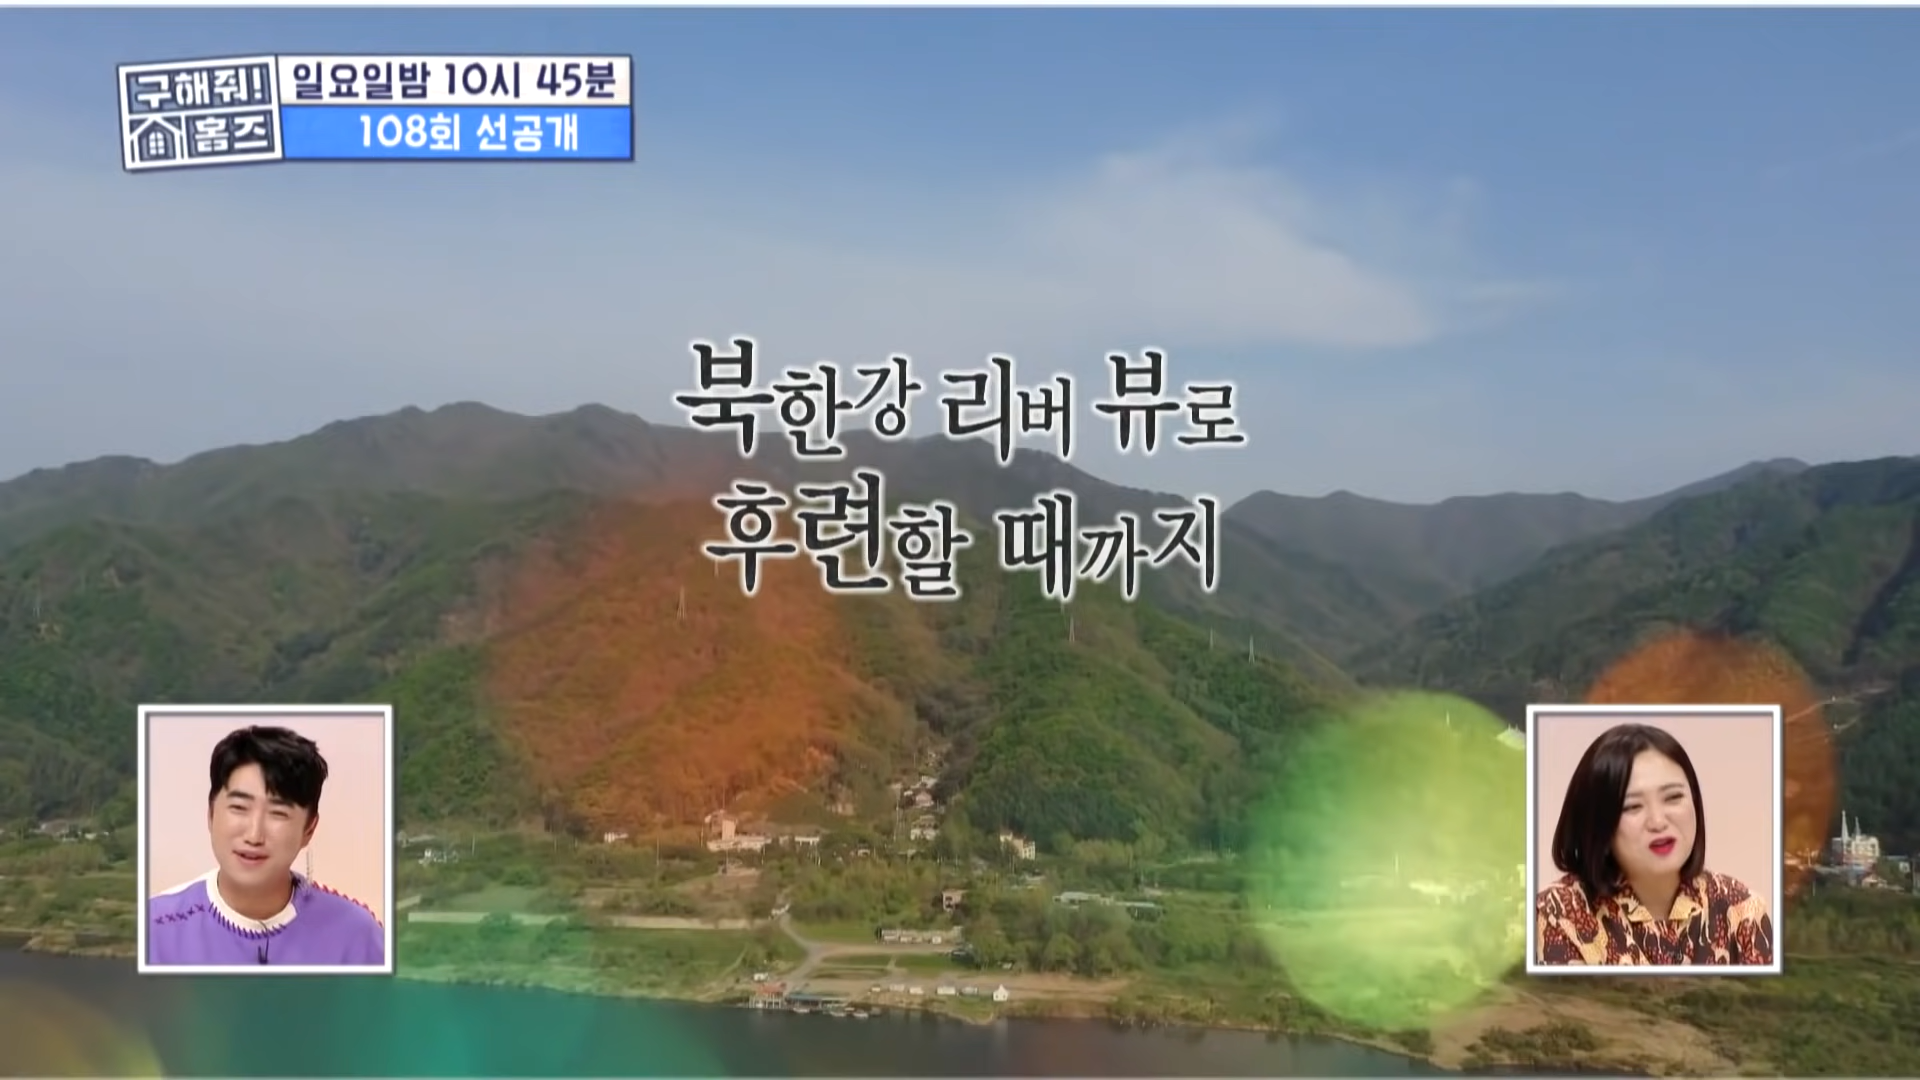 구해줘!
홈즈
일요일밤 10시 45분
108회 선공개
북한강 리버 뷰로
후련할 때까지